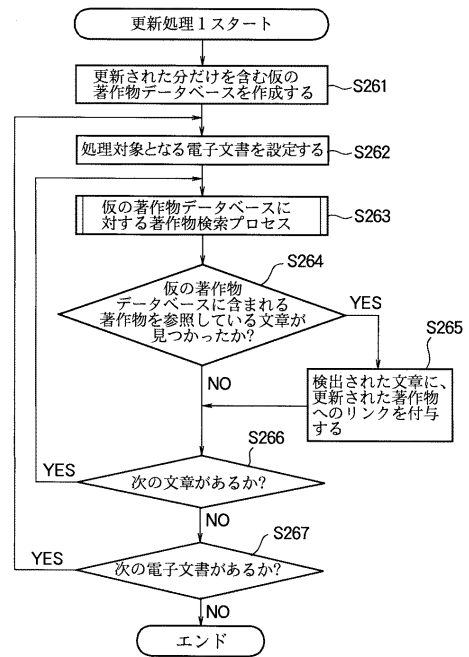 更新処理1スタート
更新された分だけを含む仮の
著作物データベースを作成する
S261
処理対象となる電子文書を設定する
S262
仮の著作物データベースに
対する著作物検索プロセス
S263
S264
仮の著作物
データベースに含まれる
著作物を参照している文章が
見つかったか?
YES
S265
検出された文章に、
更新された著作物
へのリンクを付与
する
NO
S266
次の文章があるか?
YES
NO
S267
次の電子文書があるか?
YES
NO
エンド